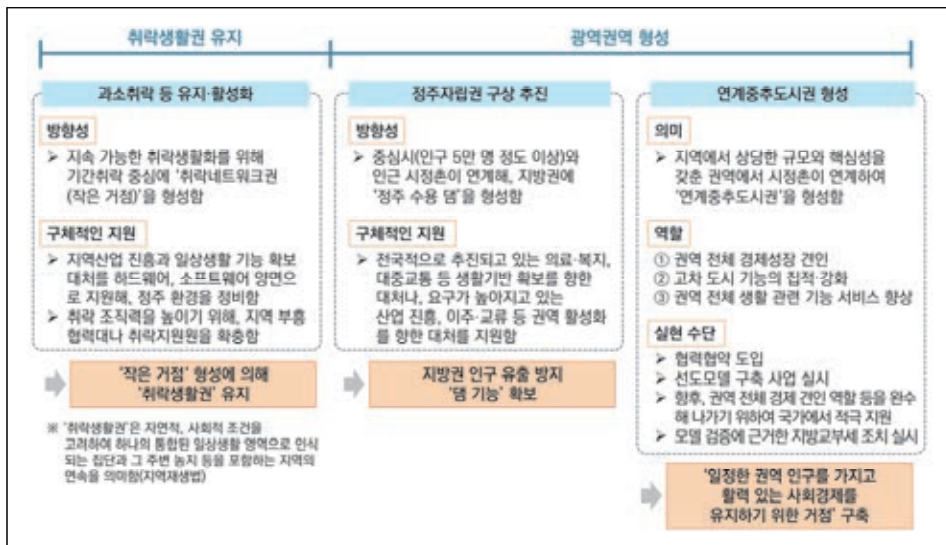 취락생활권 유지
광역권역 형성
과소취락 등 유지·활성화
방향성
➤ 지속 가능한 취락생활화를 위해
기간취락 중심에 '취락네트워크권
(작은 거점)'을 형성함
구체적인 지원
➤ 지역산업 진흥과 일상생활 기능 확보
대처를 하드웨어, 소프트웨어 양면으
로 지원해, 정주 환경을 정비함
➤ 취락 조직력을 높이기 위해, 지역 부흥
협력대나 취락지원원을 확충함
'작은 거점' 형성에 의해
'취락생활권' 유지
※ '취락생활권'은 자연적, 사회적 조건을
고려하여 하나의 통합된 일상생활 영역으로 인식
되는 집단과 그 주변 농지 등을 포함하는 지역의
연속을 의미함(지역재생법)
정주자립권 구상 추진
방향성
➤ 중심시(인구 5만 명 정도 이상)와
인근 시정촌이 연계해, 지방권에
'정주 수용 댐'을 형성함
구체적인 지원
➤ 전국적으로 추진되고 있는 의료·복지,
대중교통 등 생활기반 확보를 향한
대처나, 요구가 높아지고 있는
산업 진흥, 이주·교류 등 권역 활성화
를 향한 대처를 지원함
지방권 인구 유출 방지
'댐 기능' 확보
연계중추도시권 형성
의미
➤ 지역에서 상당한 규모와 핵심성을
갖춘 권역에서 시정촌이 연계하여
'연계중추도시권'을 형성함
역할
① 권역 전체 경제성장 견인
② 고차 도시 기능의 집적·강화
③ 권역 전체 생활 관련 기능 서비스 향상
실현 수단
➤ 협력협약 도입
➤ 선도모델 구축 사업 실시
➤ 향후, 권역 전체 경제 견인 역할 등을 완수
해 나가기 위하여 국가에서 적극 지원
➤ 모델 검증에 근거한 지방교부세 조치 실시
'일정한 권역 인구를 가지고
활력 있는 사회경제를
유지하기 위한 거점' 구축